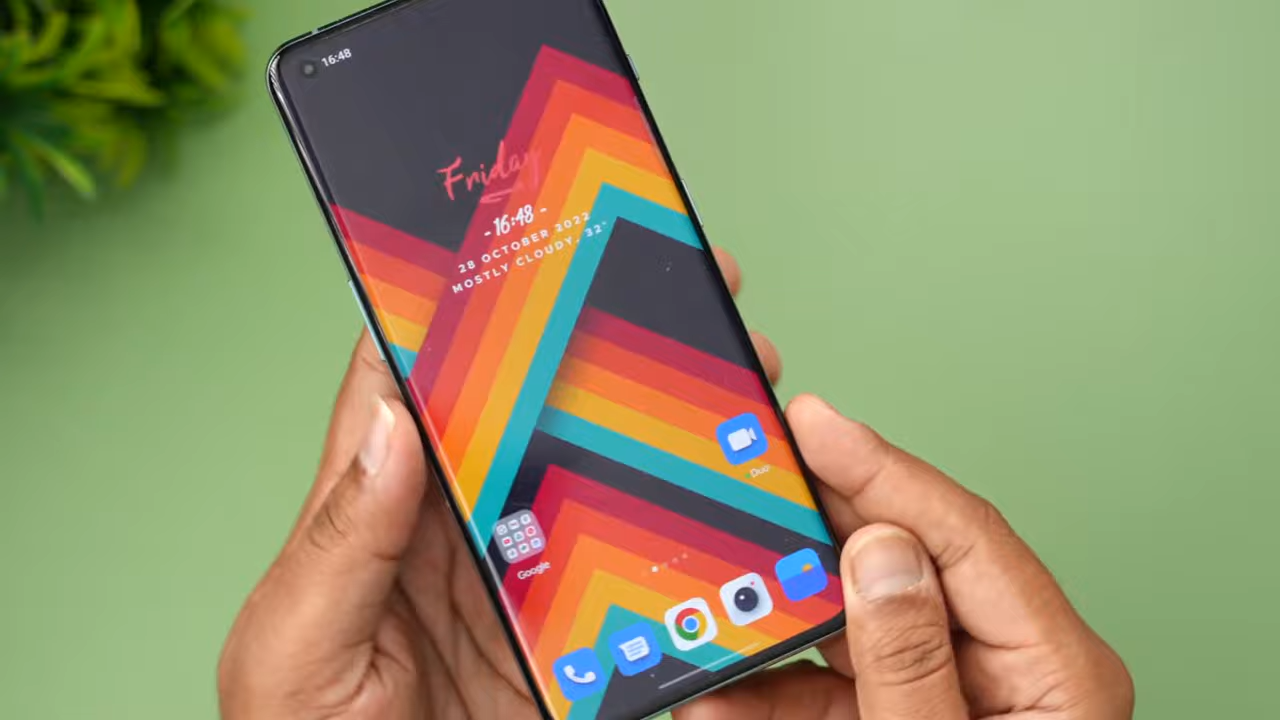 16:48
Friday
- 16:48 -
28 OCTOBER 2022
MOSTLY CLOUDY, 32°
Duo
Google